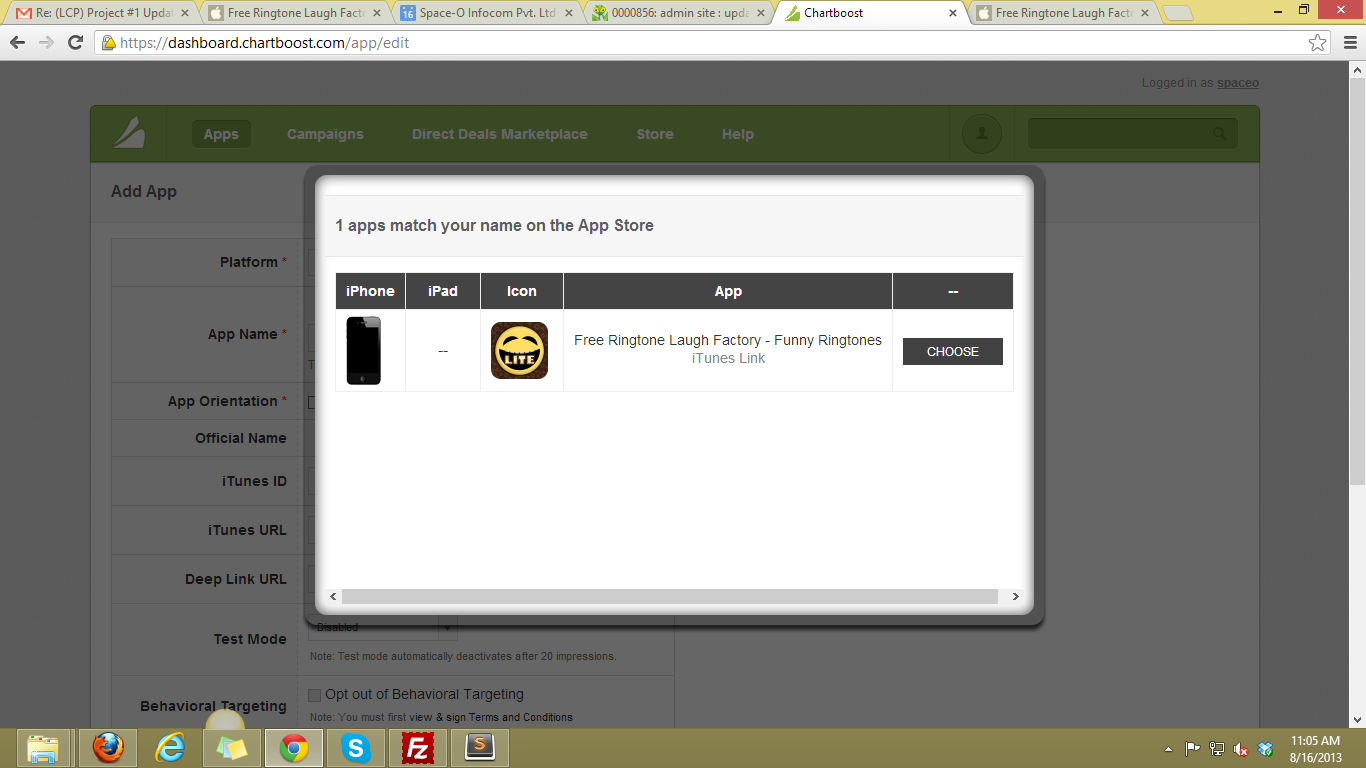 Re: (LCP) Project #1 Updat
Free Ringtone Laugh Facto
16
Space-O Infocom Pvt. Ltd.
0000856: admin site : upda
Chartboost
Free Ringtone Laugh Facto
https://dashboard.chartboost.com/app/edit
Logged in as spaceo
Apps
Campaigns
Direct Deals Marketplace
Store
Help
Add App
1 apps match your name on the App Store
iPhone
iPad
Icon
App
--
--
LITE
Free Ringtone Laugh Factory - Funny Ringtones
iTunes Link
CHOOSE
Platform *
App Name *
App Orientation *
Official Name
iTunes ID
iTunes URL
Deep Link URL
Test Mode
Disabled
Note: Test mode automatically deactivates after 20 impressions.
Behavioral Targeting
Opt out of Behavioral Targeting
Note: You must first view & sign Terms and Conditions
11:05 AM
8/16/2013